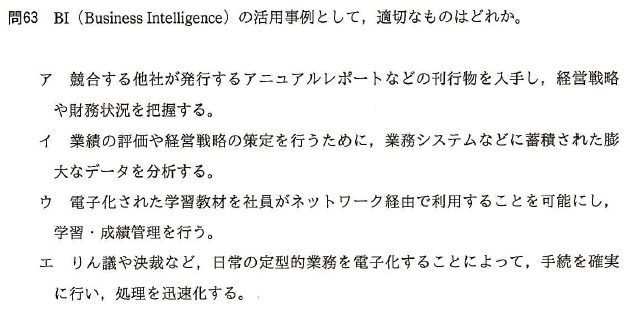 問63 BI（Business Intelligence）の活用事例として，適切なものはどれか。
ア 競合する他社が発行するアニュアルレポートなどの刊行物を入手し，経営戦略
や財務状況を把握する。
イ 業績の評価や経営戦略の策定を行うために，業務システムなどに蓄積された膨
大なデータを分析する。
ウ 電子化された学習教材を社員がネットワーク経由で利用することを可能にし，
学習・成績管理を行う。
エ りん議や決裁など，日常の定型的業務を電子化することによって，手続を確実
に行い，処理を迅速化する。